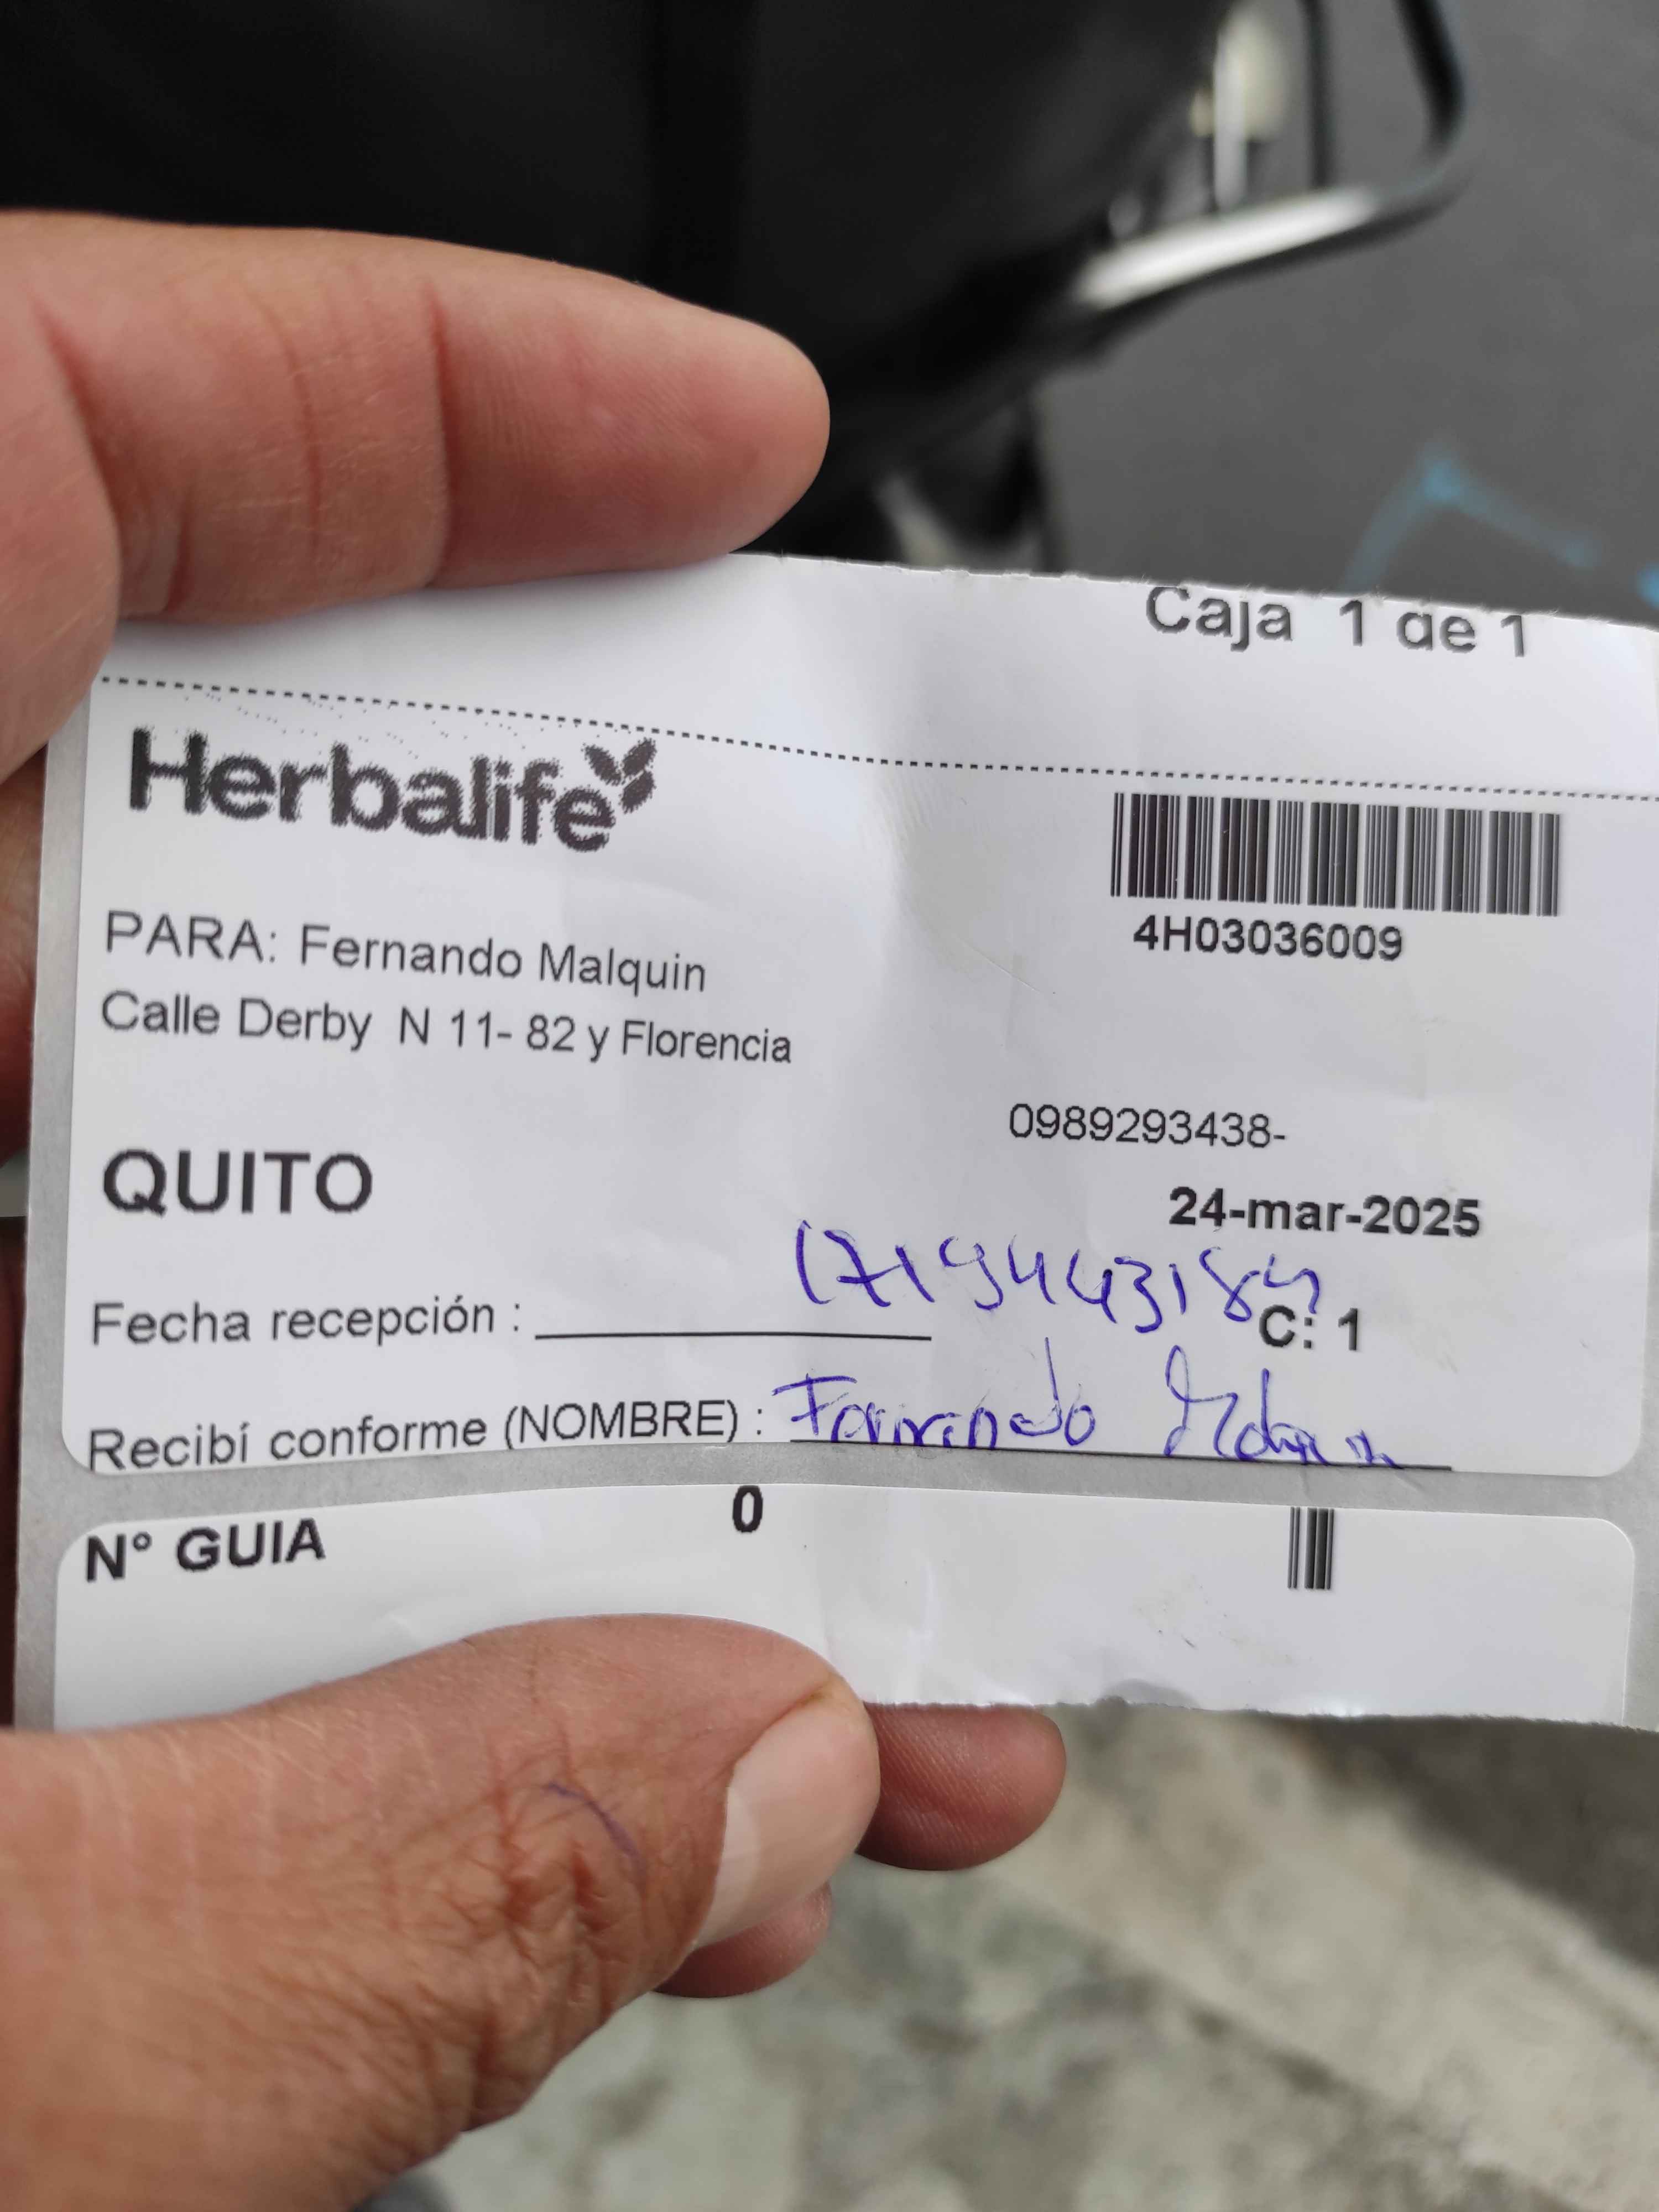 Caja 1 de 1
Herbalife
4H03036009
PARA: Fernando Malquin
Calle Derby N 11- 82 y Florencia
0989293438-
QUITO
24-mar-2025
Fecha recepción :
C: 1
Recibí conforme (NOMBRE) : Fernando
N° GUIA 0